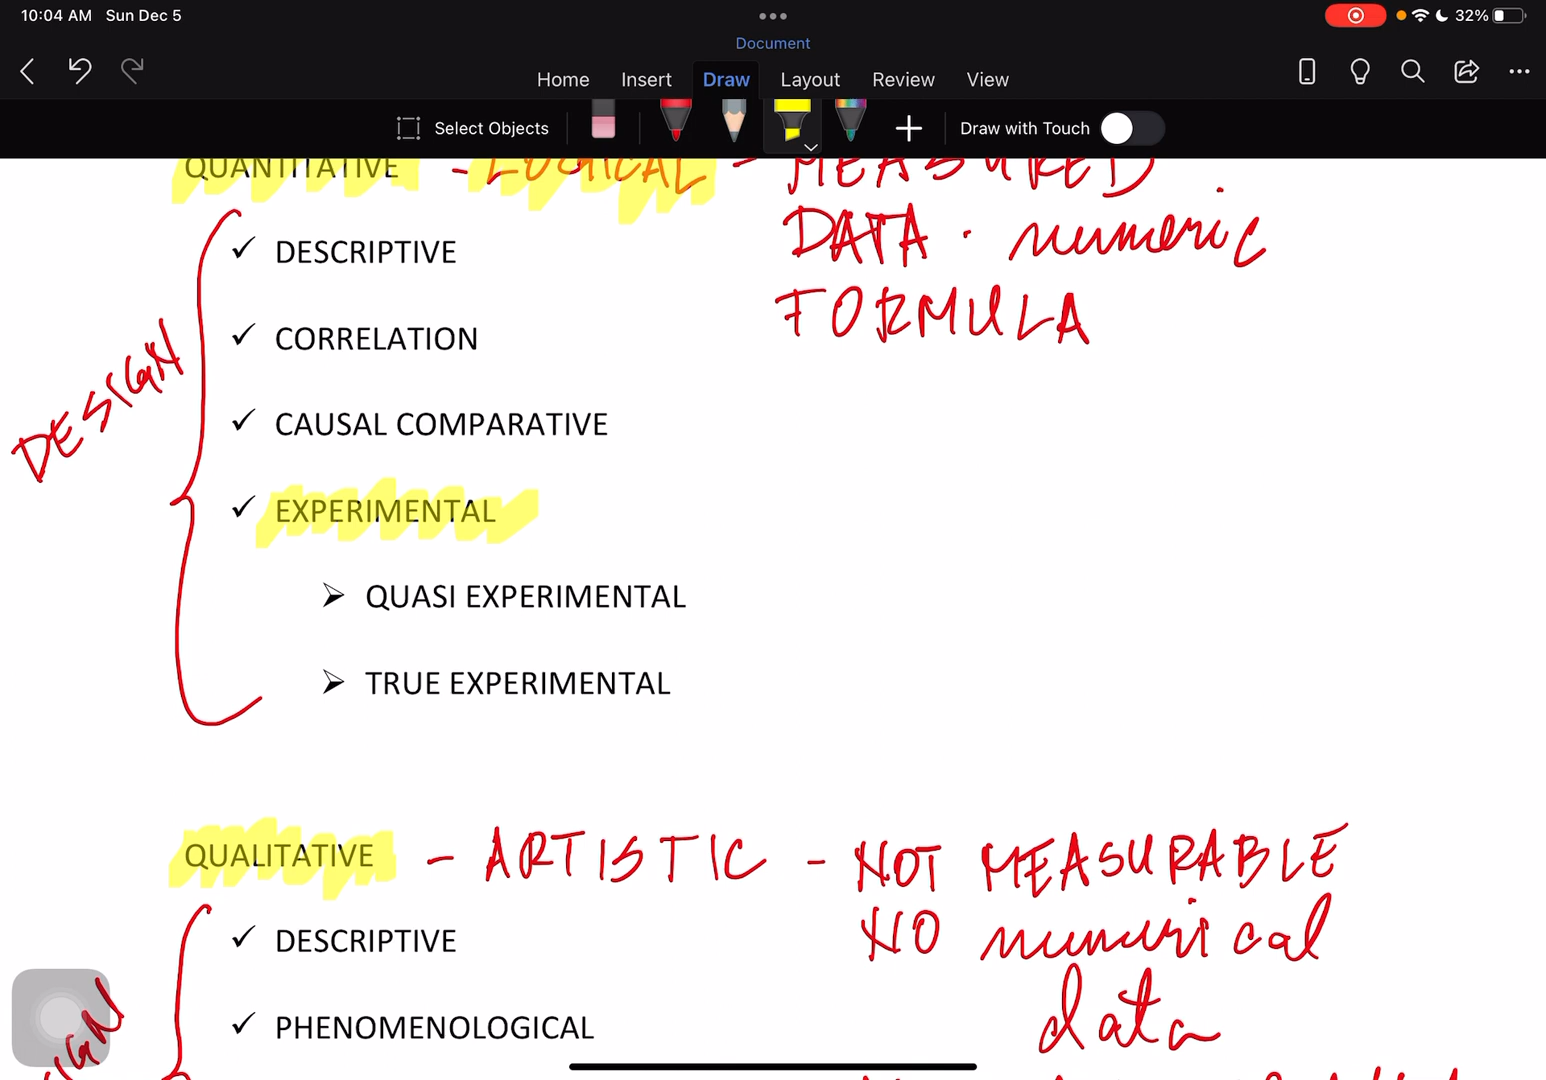 10:04 AM Sun Dec 5
32%
Document
Home Insert Draw Layout Review View
Select Objects
Draw with Touch
QUANTITATIVE - LOGICAL - MEASURED
DATA. numeric
FORMULA
DESIGN
✓ DESCRIPTIVE
✓ CORRELATION
✓ CAUSAL COMPARATIVE
✓ EXPERIMENTAL
➢ QUASI EXPERIMENTAL
➢ TRUE EXPERIMENTAL
QUALITATIVE - ARTISTIC - NOT MEASURABLE
NO numerical
data
✓ DESCRIPTIVE
✓ PHENOMENOLOGICAL